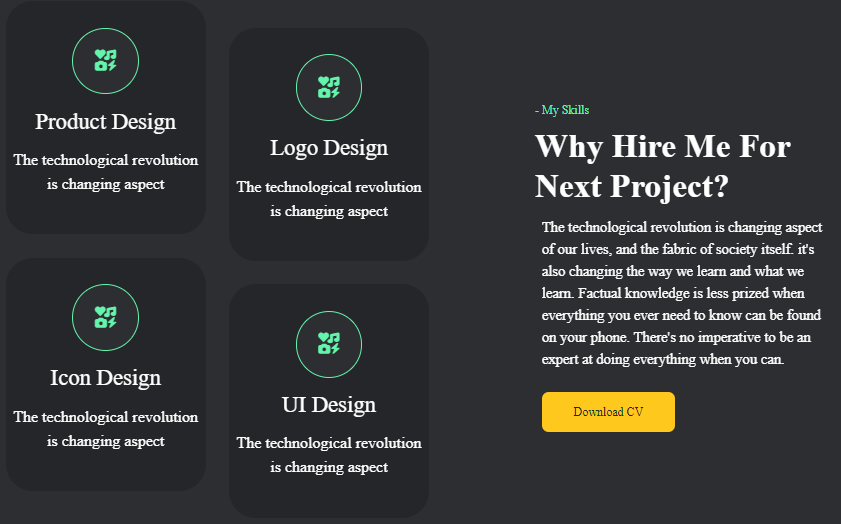 Product Design
The technological revolution
is changing aspect
Logo Design
The technological revolution
is changing aspect
Icon Design
The technological revolution
is changing aspect
UI Design
The technological revolution
is changing aspect
- My Skills
Why Hire Me For
Next Project?
The technological revolution is changing aspect
of our lives, and the fabric of society itself. it's
also changing the way we learn and what we
learn. Factual knowledge is less prized when
everything you ever need to know can be found
on your phone. There's no imperative to be an
expert at doing everything when you can.
Download CV